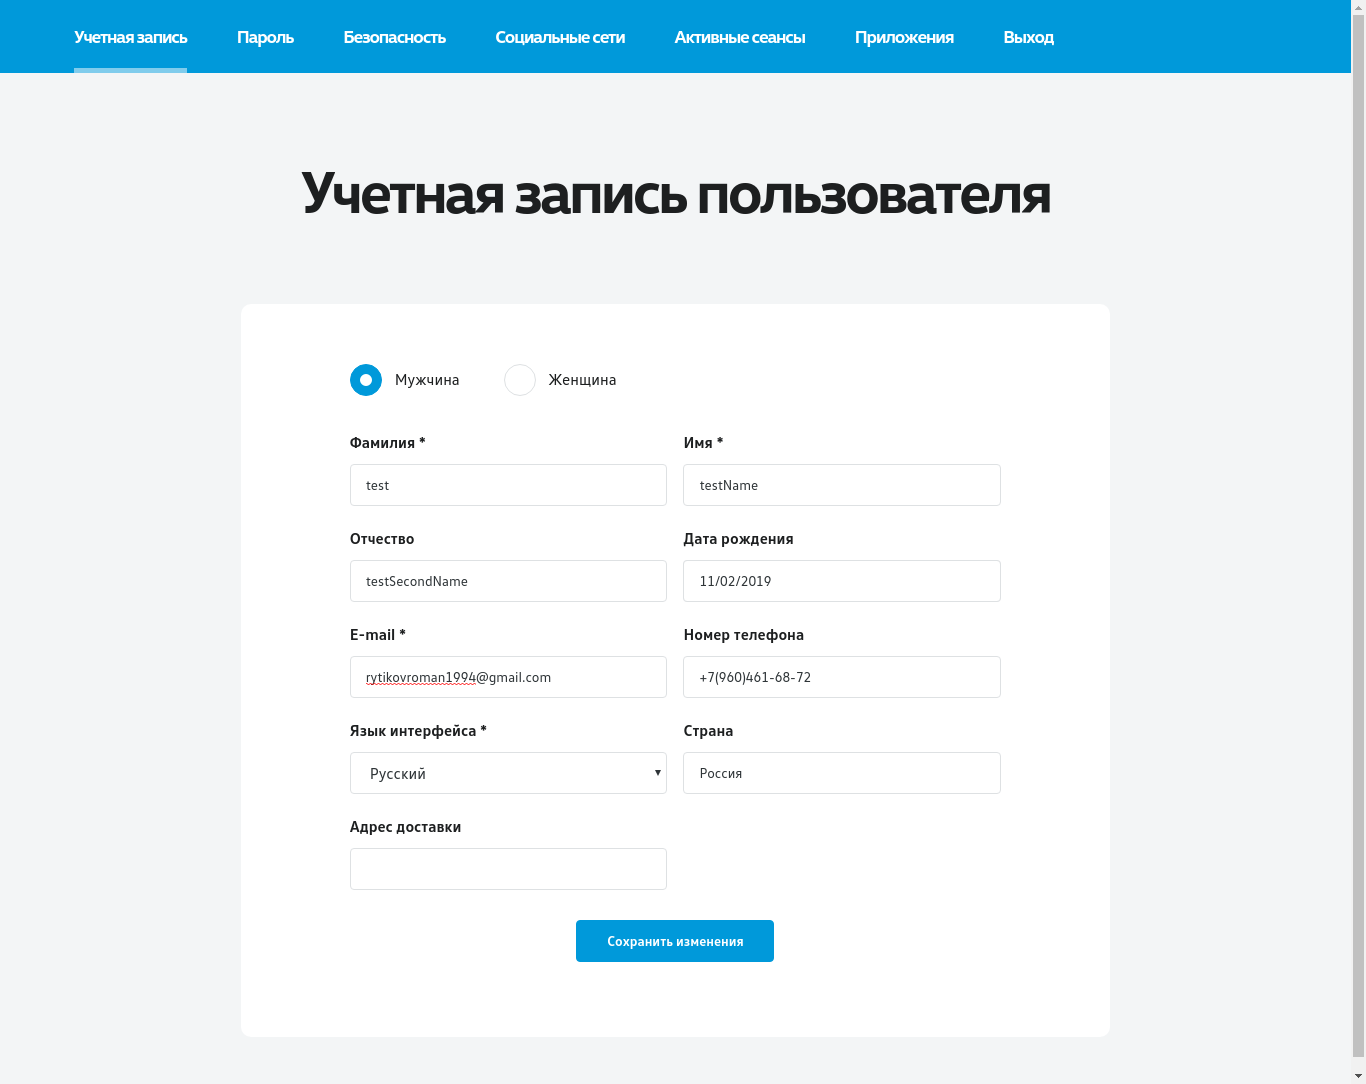 Учетная запись Пароль Безопасность Социальные сети Активные сеансы Приложения Выход
Учетная запись пользователя
Мужчина Женщина
Фамилия * Имя *
test testName
Отчество Дата рождения
testSecondName 11/02/2019
E-mail * Номер телефона
rytikovroman1994@gmail.com +7(960)461-68-72
Язык интерфейса * Страна
Русский Россия
Адрес доставки
Сохранить изменения